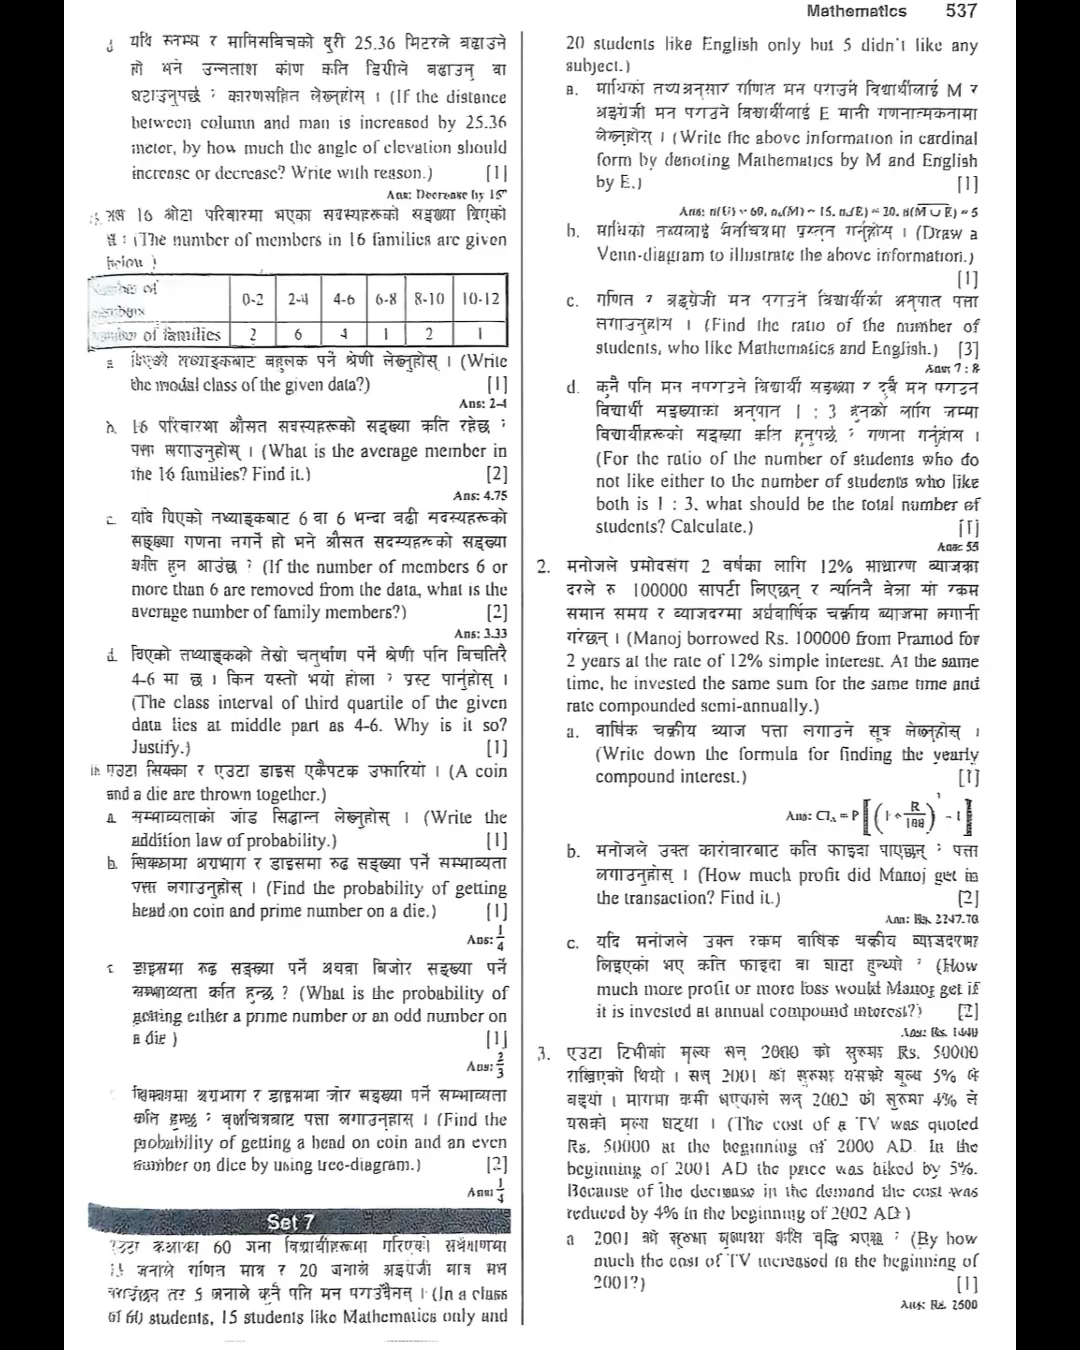 Mathematics 537
यदि स्तम्भ र मानिसबिचको दुरी 25.36 मिटरले बढाउने
हो भने उन्नतांश कोण कति डिग्रीले बढाउनु वा
घटाउनुपर्छ ? कारणसहित लेख्नुहोस् । (If the distance
between column and man is increased by 25.36
meter, by how much the angle of elevation should
increase or decrease? Write with reason.) [1]
Ans: Decrease by 15°
16 ओटा परिवारमा भएका सदस्यहरूको सङ्ख्या दिएको
छ : (The number of members in 16 families are given
below )
Number of
members 0-2 2-4 4-6 6-8 8-10 10-12
Number of families 2 6 4 1 2 1
a. दिएको तथ्याङ्कबाट बहुलक पर्ने श्रेणी लेख्नुहोस् । (Write
the modal class of the given data?) [1]
Ans: 2-4
b. 16 परिवारमा औसत सदस्यहरूको सङ्ख्या कति रहेछ ?
पत्ता लगाउनुहोस् । (What is the average member in
the 16 families? Find it.) [2]
Ans: 4.75
c. यदि दिएको तथ्याङ्कबाट 6 वा 6 भन्दा बढी सदस्यहरूको
सङ्ख्या गणना नगर्ने हो भने औसत सदस्यहरूको सङ्ख्या
कति हुन आउँछ ? (If the number of members 6 or
more than 6 are removed from the data, what is the
average number of family members?) [2]
Ans: 3.33
d. दिएको तथ्याङ्कको तेस्रो चतुर्थांश पर्ने श्रेणी पनि बिचतिरै
4-6 मा छ । किन यस्तो भयो होला ? प्रस्ट पार्नुहोस् ।
(The class interval of third quartile of the given
data lies at middle part as 4-6. Why is it so?
Justify.) [1]
एउटा सिक्का र एउटा डाइस एकैपटक उफारियो । (A coin
and a die are thrown together.)
a. सम्भाव्यताको जोड सिद्धान्त लेख्नुहोस् । (Write the
addition law of probability.) [1]
b. सिक्कामा अग्रभाग र डाइसमा रुढ सङ्ख्या पर्ने सम्भाव्यता
पत्ता लगाउनुहोस् । (Find the probability of getting
head on coin and prime number on a die.) [1]
Ans: 1/4
c. डाइसमा रुढ सङ्ख्या पर्ने अथवा बिजोर सङ्ख्या पर्ने
सम्भाव्यता कति हुन्छ ? (What is the probability of
getting either a prime number or an odd number on
a die ) [1]
Ans: 2/3
सिक्कामा अग्रभाग र डाइसमा जोर सङ्ख्या पर्ने सम्भाव्यता
कति हुन्छ ? वृक्षचित्रबाट पत्ता लगाउनुहोस् । (Find the
probability of getting a head on coin and an even
number on dice by using tree-diagram.) [2]
Ans: 1/4
Set 7
एउटा कक्षाका 60 जना विद्यार्थीहरूमा गरिएको सर्वेक्षणमा
15 जनाले गणित मात्र र 20 जनाले अङ्ग्रेजी मात्र मन
पराउँछन् तर 5 जनाले कुनै पनि मन पराउँदैनन् । (In a class
of 60 students, 15 students like Mathematics only and
20 students like English only but 5 didn't like any
subject.)
a. माथिको तथ्यअनुसार गणित मन पराउने विद्यार्थीलाई M र
अङ्ग्रेजी मन पराउने विद्यार्थीलाई E मानी गणनात्मकतामा
लेख्नुहोस् । (Write the above information in cardinal
form by denoting Mathematics by M and English
by E.) [1]
Ans: n(U) = 60, n₀(M) = 15, n₀(E) = 20, n(M̅ ̅∪̅ ̅E̅) = 5
b. माथिको तथ्यलाई भेनचित्रमा प्रस्तुत गर्नुहोस् । (Draw a
Venn-diagram to illustrate the above information.)
[1]
c. गणित र अङ्ग्रेजी मन पराउने विद्यार्थीको अनुपात पत्ता
लगाउनुहोस् । (Find the ratio of the number of
students, who like Mathematics and English.) [3]
Ans: 7 : 8
d. कुनै पनि मन नपराउने विद्यार्थी सङ्ख्या र दुवै मन पराउने
विद्यार्थी सङ्ख्याको अनुपात 1 : 3 हुनको लागि जम्मा
विद्यार्थीहरूको सङ्ख्या कति हुनुपर्छ ? गणना गर्नुहोस् ।
(For the ratio of the number of students who do
not like either to the number of students who like
both is 1 : 3, what should be the total number of
students? Calculate.) [1]
Ans: 55
2. मनोजले प्रमोदसंग 2 वर्षका लागि 12% साधारण ब्याजका
दरले रु 100000 सापटी लिएछन् र त्यतिनै बेला सो रकम
समान समय र ब्याजदरमा अर्धवार्षिक चक्रीय ब्याजमा लगानी
गरेछन् । (Manoj borrowed Rs. 100000 from Pramod for
2 years at the rate of 12% simple interest. At the same
time, he invested the same sum for the same time and
rate compounded semi-annually.)
a. वार्षिक चक्रीय ब्याज पत्ता लगाउने सूत्र लेख्नुहोस् ।
(Write down the formula for finding the yearly
compound interest.) [1]
Ans: CIₐ = P[(1 + R/100)ᵀ - 1]
b. मनोजले उक्त कारोबारबाट कति फाइदा पाएछन् ? पत्ता
लगाउनुहोस् । (How much profit did Manoj get in
the transaction? Find it.) [2]
Ans: Rs. 2247.70
c. यदि मनोजले उक्त रकम वार्षिक चक्रीय ब्याजदरमा
लिइएको भए कति फाइदा वा घाटा हुन्थ्यो ? (How
much more profit or more loss would Manoj get if
it is invested at annual compound interest?) [2]
Ans: Rs. 1440
3. एउटा टिभीको मूल्य सन् 2000 को सुरुमा Rs. 50000
राखिएको थियो । सन् 2001 को सुरुमा यसको मूल्य 5% ले
बढ्यो । मागमा कमी भएकाले सन् 2002 को सुरुमा 4% ले
यसको मूल्य घट्यो । (The cost of a TV was quoted
Rs. 50000 at the beginning of 2000 AD. In the
beginning of 2001 AD the price was hiked by 5%.
Because of the decrease in the demand the cost was
reduced by 4% in the beginning of 2002 AD)
a 2001 को सुरुमा मूल्यमा कति वृद्धि भएछ ? (By how
much the cost of TV increased in the beginning of
2001?) [1]
Ans: Rs. 2500